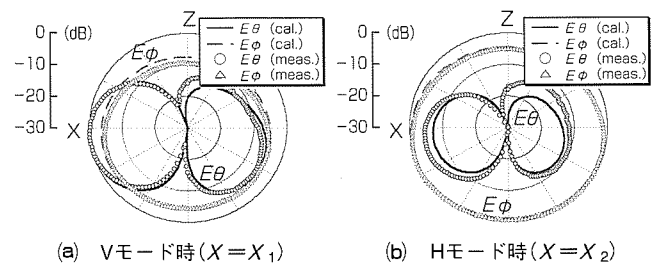 Z
0 (dB)
-10
-20
-30
X
Eϕ
Eθ
Eθ (cal.)
Eϕ (cal.)
Eθ (meas.)
Eϕ (meas.)
(a) Vモード時(X=X₁)
Z
0 (dB)
-10
-20
-30
X
Eθ
Eϕ
Eθ (cal.)
Eϕ (cal.)
Eθ (meas.)
Eϕ (meas.)
(b) Hモード時(X=X₂)